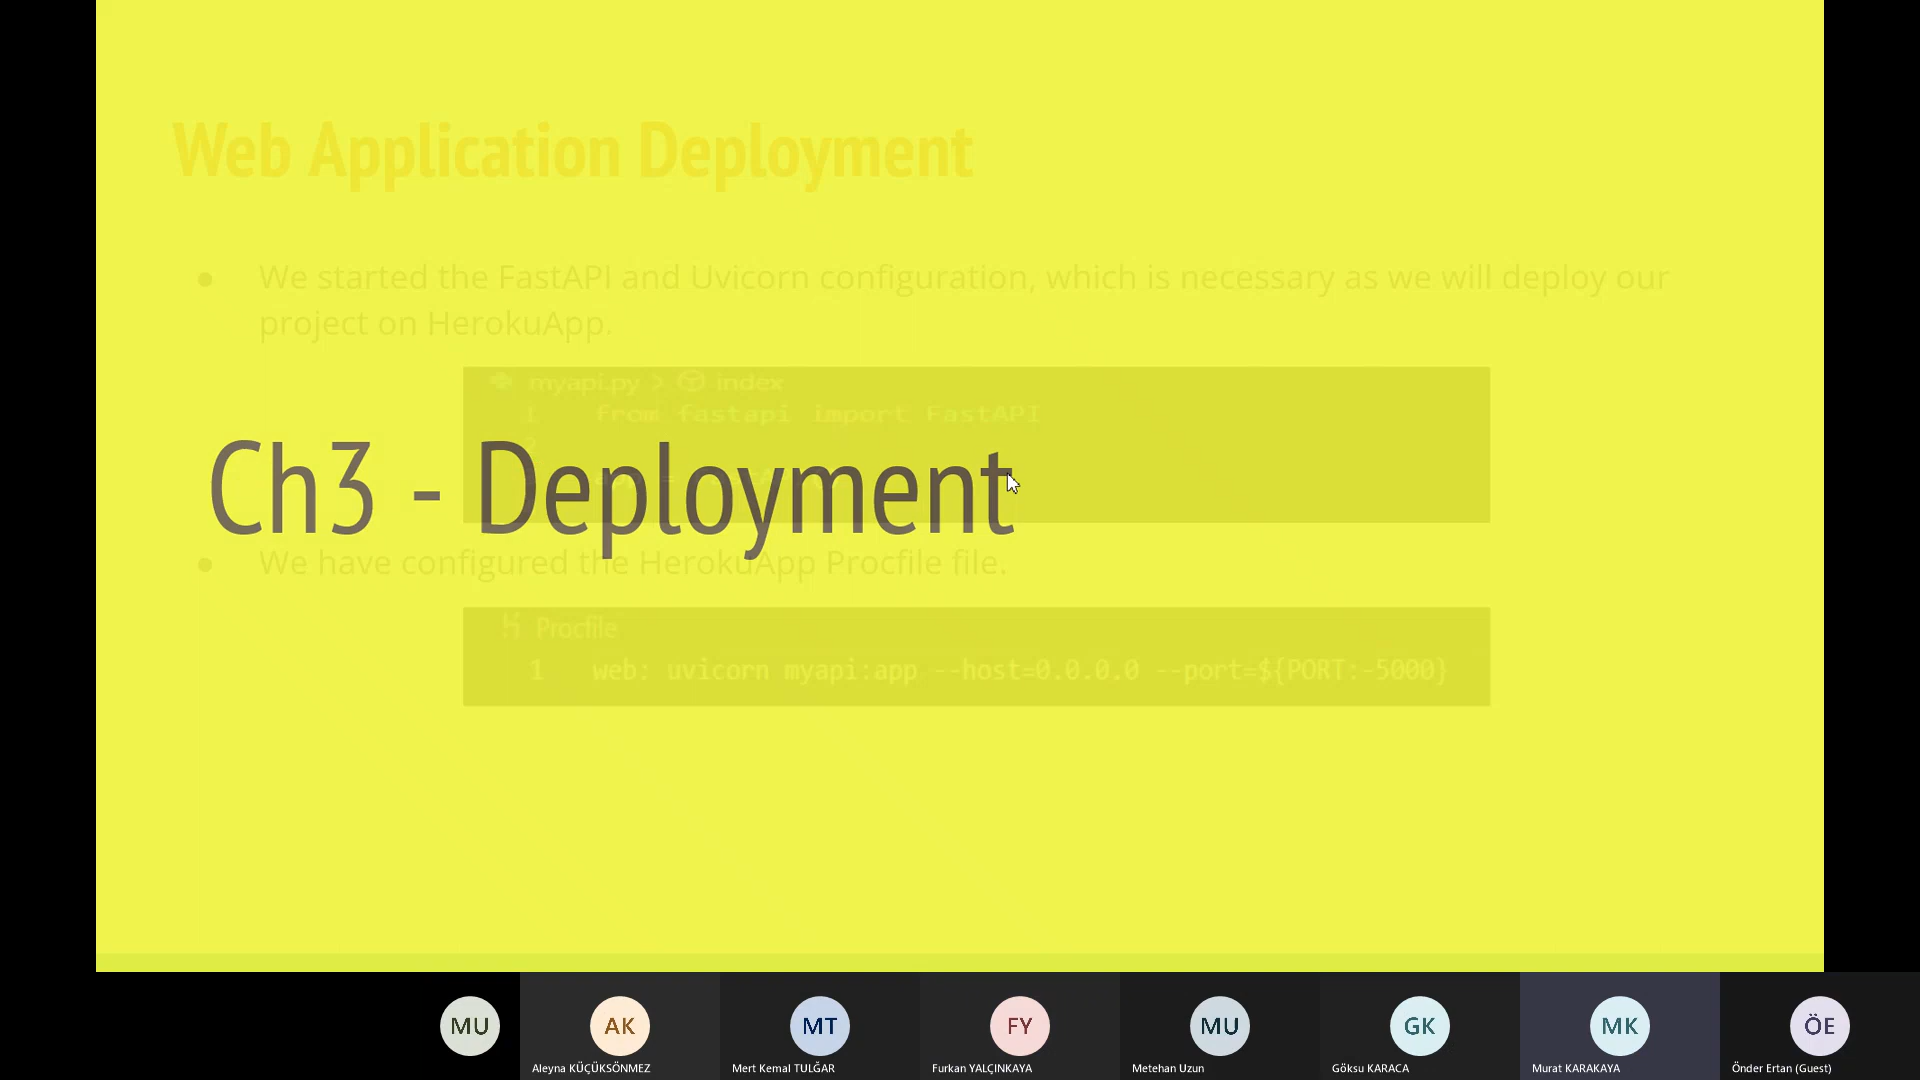 Web Application Deployment
● We started the FastAPI and Uvicorn configuration, which is necessary as we will deploy our
project on HerokuApp.
myapi.py > index
1 from fastapi import FastAPI
Ch3 - Deployment
● We have configured the HerokuApp Procfile file.
Procfile
1 web: uvicorn myapi:app --host=0.0.0.0 --port=${PORT:-5000}
MU AK MT FY MU GK MK ÖE
Aleyna KÜÇÜKSÖNMEZ Mert Kemal TULĞAR Furkan YALÇINKAYA Metehan Uzun Göksu KARACA Murat KARAKAYA Önder Ertan (Guest)